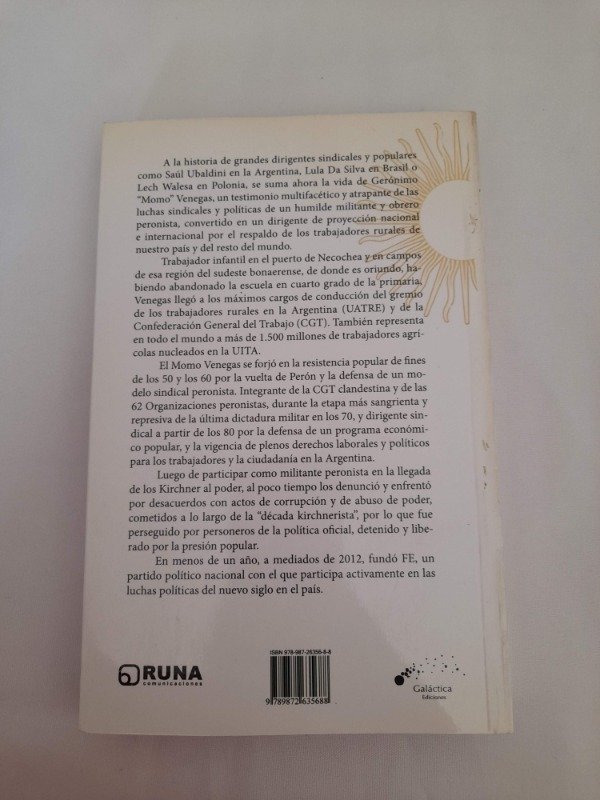 A la historia de grandes dirigentes sindicales y populares
como Saúl Ubaldini en la Argentina, Lula Da Silva en Brasil o
Lech Walesa en Polonia, se suma ahora la vida de Gerónimo
"Momo" Venegas, un testimonio multifacético y atrapante de las
luchas sindicales y políticas de un humilde militante y obrero
peronista, convertido en un dirigente de proyección nacional
e internacional por el respaldo de los trabajadores rurales de
nuestro país y del resto del mundo.
Trabajador infantil en el puerto de Necochea y en campos
de esa región del sudeste bonaerense, de donde es oriundo, ha-
biendo abandonado la escuela en cuarto grado de la primaria,
Venegas llegó a los máximos cargos de conducción del gremio
de los trabajadores rurales en la Argentina (UATRE) y de la
Confederación General del Trabajo (CGT). También representa
en todo el mundo a más de 1.500 millones de trabajadores agrí-
colas nucleados en la UITA.
El Momo Venegas se forjó en la resistencia popular de fines
de los 50 y los 60 por la vuelta de Perón y la defensa de un mo-
delo sindical peronista. Integrante de la CGT clandestina y de las
62 Organizaciones peronistas, durante la etapa más sangrienta y
represiva de la última dictadura militar en los 70, y dirigente sin-
dical a partir de los 80 por la defensa de un programa económi-
co popular, y la vigencia de plenos derechos laborales y políticos
para los trabajadores y la ciudadanía en la Argentina.
Luego de participar como militante peronista en la llegada
de los Kirchner al poder, al poco tiempo los denunció y enfrentó
por desacuerdos con actos de corrupción y de abuso de poder,
cometidos a lo largo de la "década kirchnerista", por lo que fue
perseguido por personeros de la política oficial, detenido y libe-
rado por la presión popular.
En menos de un año, a mediados de 2012, fundó FE, un
partido político nacional con el que participa activamente en las
luchas políticas del nuevo siglo en el país.
ISBN 978-987-26356-8-8
RUNA
comunicaciones
Galáctica
Ediciones
9789872635688